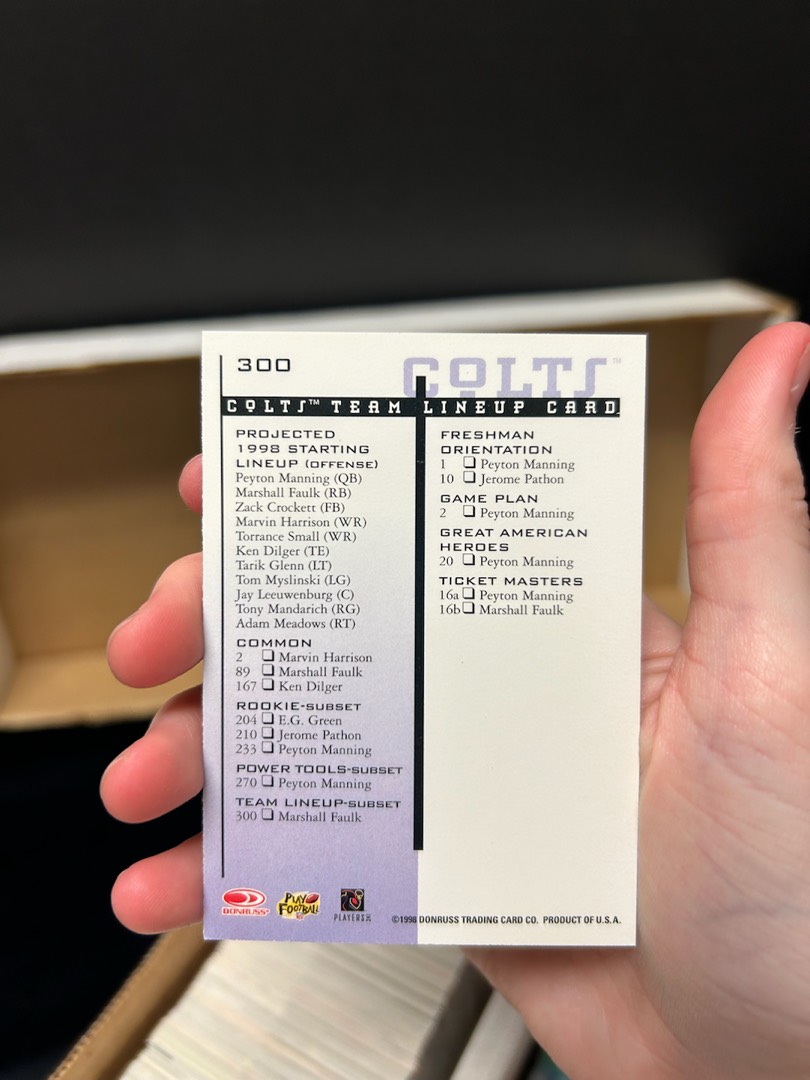 300
COLTS™
COLTS™ TEAM LINEUP CARD
PROJECTED
1998 STARTING
LINEUP (OFFENSE)
Peyton Manning (QB)
Marshall Faulk (RB)
Zack Crockett (FB)
Marvin Harrison (WR)
Torrance Small (WR)
Ken Dilger (TE)
Tarik Glenn (LT)
Tom Myslinski (LG)
Jay Leeuwenburg (C)
Tony Mandarich (RG)
Adam Meadows (RT)
COMMON
2 ❏ Marvin Harrison
89 ❏ Marshall Faulk
167 ❏ Ken Dilger
ROOKIE-SUBSET
204 ❏ E.G. Green
210 ❏ Jerome Pathon
233 ❏ Peyton Manning
POWER TOOLS-SUBSET
270 ❏ Peyton Manning
TEAM LINEUP-SUBSET
300 ❏ Marshall Faulk
FRESHMAN
ORIENTATION
1 ❏ Peyton Manning
10 ❏ Jerome Pathon
GAME PLAN
2 ❏ Peyton Manning
GREAT AMERICAN
HEROES
20 ❏ Peyton Manning
TICKET MASTERS
16a ❏ Peyton Manning
16b ❏ Marshall Faulk
DONRUSS®
PLAY FOOTBALL
PLAYERS INC
©1998 DONRUSS TRADING CARD CO. PRODUCT OF U.S.A.